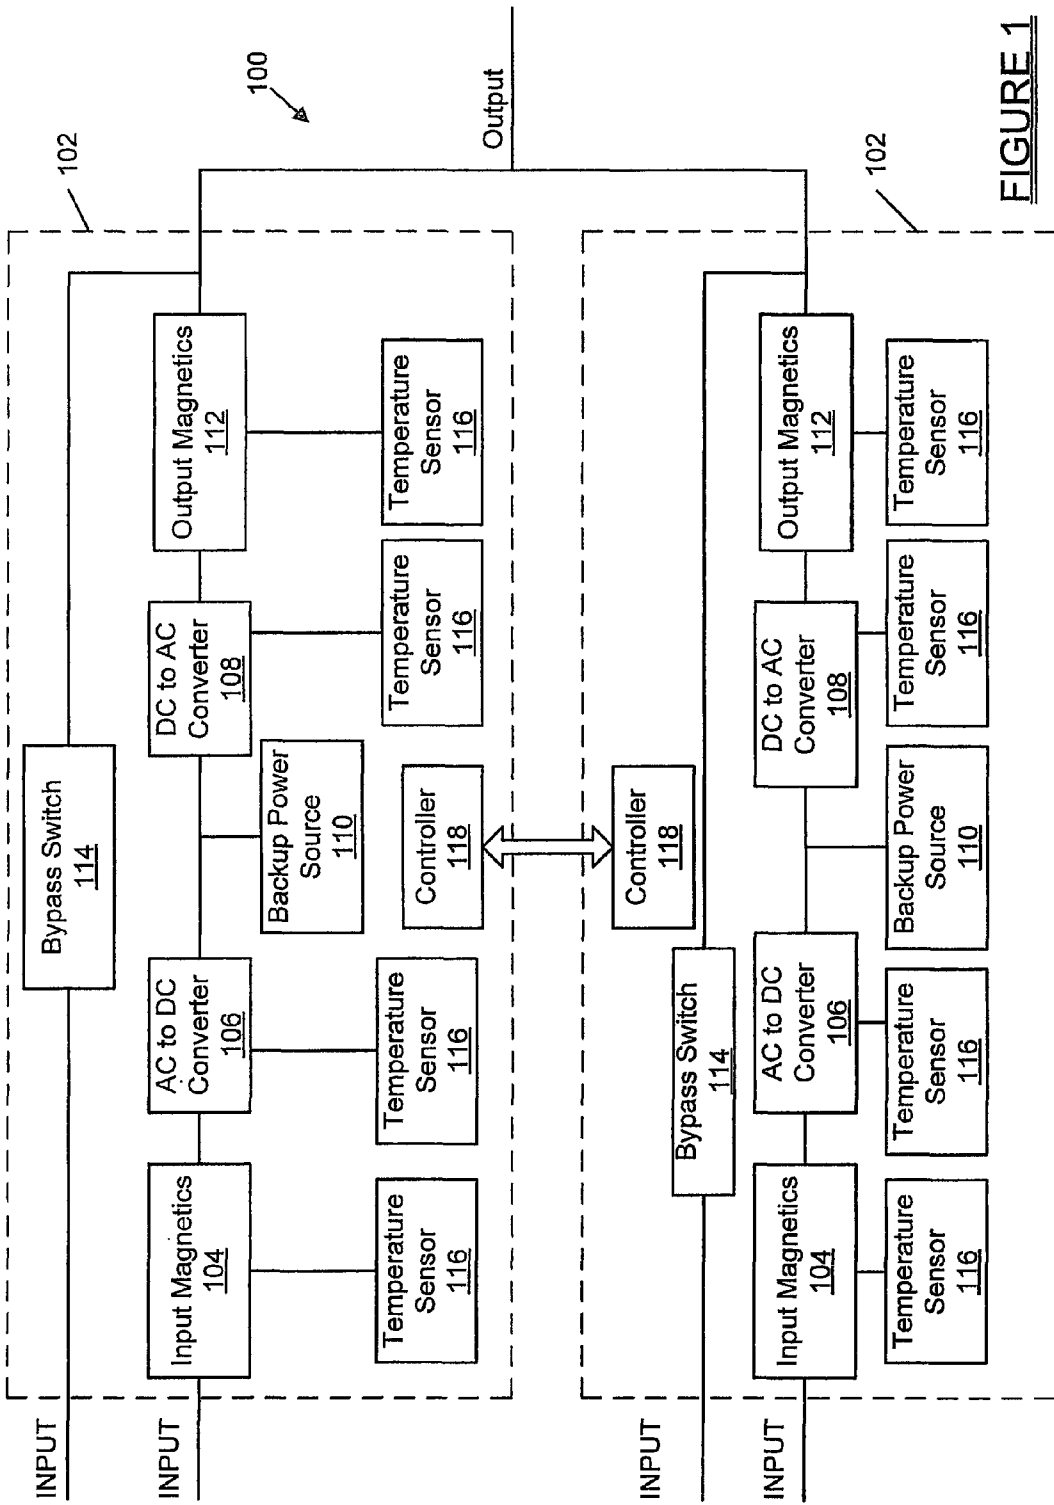 100
102
INPUT
Bypass Switch
114
INPUT
Input Magnetics
104
AC to DC
Converter
106
Backup Power
Source
110
DC to AC
Converter
108
Output Magnetics
112
Temperature
Sensor
116
Temperature
Sensor
116
Temperature
Sensor
116
Temperature
Sensor
116
Controller
118
Output
102
Controller
118
INPUT
Bypass Switch
114
INPUT
Input Magnetics
104
AC to DC
Converter
106
DC to AC
Converter
108
Output Magnetics
112
Temperature
Sensor
116
Temperature
Sensor
116
Backup Power
Source
110
Temperature
Sensor
116
Temperature
Sensor
116
FIGURE 1